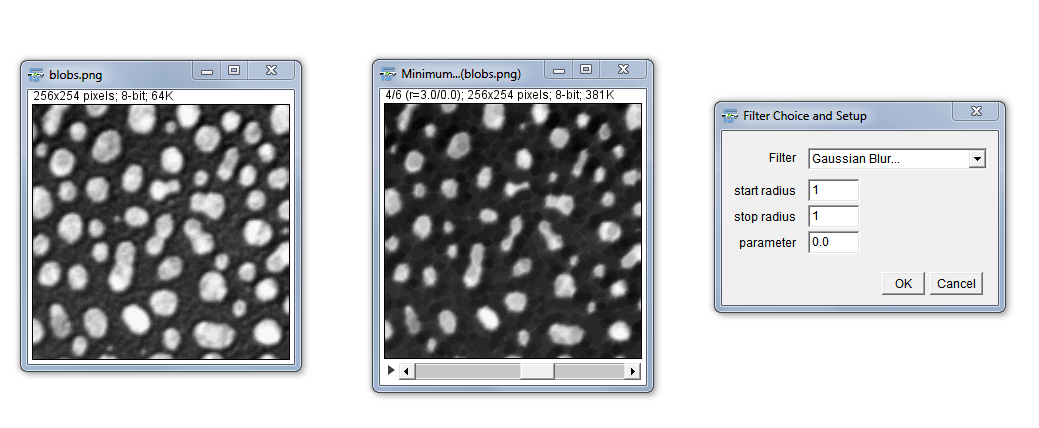 blobs.png
256x254 pixels; 8-bit; 64K
Minimum...(blobs.png)
4/6 (r=3.0/0.0); 256x254 pixels; 8-bit; 381K
Filter Choice and Setup
Filter Gaussian Blur...
start radius 1
stop radius 1
parameter 0.0
OK Cancel